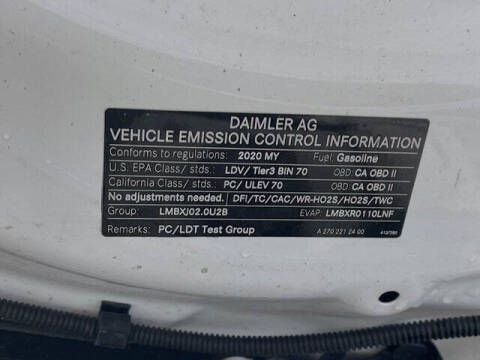 DAIMLER AG
VEHICLE EMISSION CONTROL INFORMATION
Conforms to regulations: 2020 MY Fuel: Gasoline
U.S. EPA Class/ stds.: LDV/ Tier3 BIN 70 OBD: CA OBD II
California Class/ stds.: PC/ ULEV 70 OBD: CA OBD II
No adjustments needed. DFI/TC/CAC/WR-HO2S/HO2S/TWC
Group: LMBXJ02.0U2B EVAP: LMBXR0110LNF
Remarks: PC/LDT Test Group A 270 221 24 00